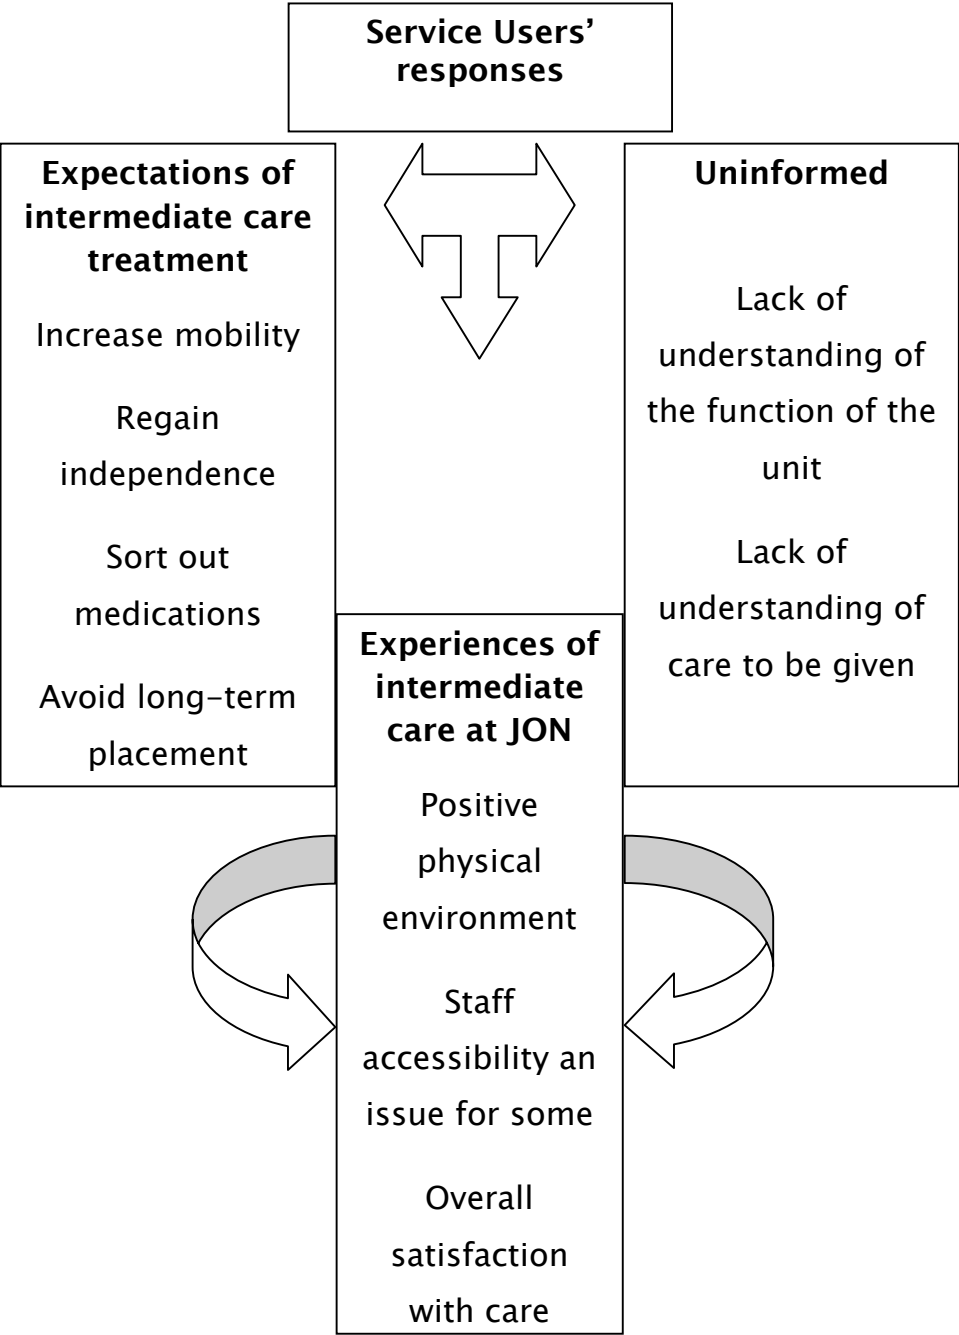 Service Users’
responses
Expectations of
intermediate care
treatment
Increase mobility
Regain
independence
Sort out
medications
Avoid long-term
placement
Uninformed
Lack of
understanding of
the function of the
unit
Lack of
understanding of
care to be given
Experiences of
intermediate
care at JON
Positive
physical
environment
Staff
accessibility an
issue for some
Overall
satisfaction
with care